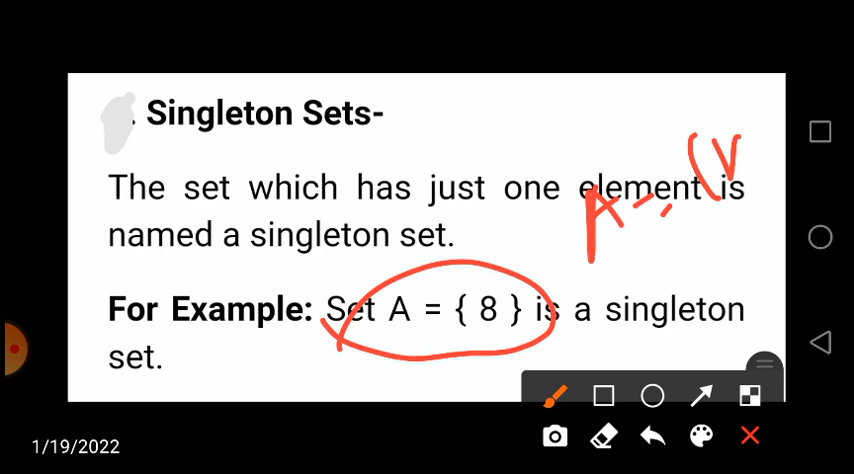 . Singleton Sets-
The set which has just one element is
named a singleton set.
A = (V
For Example: Set A = { 8 } is a singleton
set.
1/19/2022